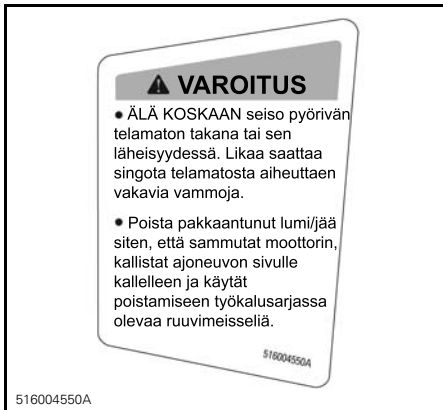 VAROITUS
● ÄLÄ KOSKAAN seiso pyörivän
telamaton takana tai sen
läheisyydessä. Likaa saattaa
singota telamatosta aiheuttaen
vakavia vammoja.
● Poista pakkaantunut lumi/jää
siten, että sammutat moottorin,
kallistat ajoneuvon sivulle
kallelleen ja käytät
poistamiseen työkalusarjassa
olevaa ruuvimeisseliä.
516004550A
516004550A